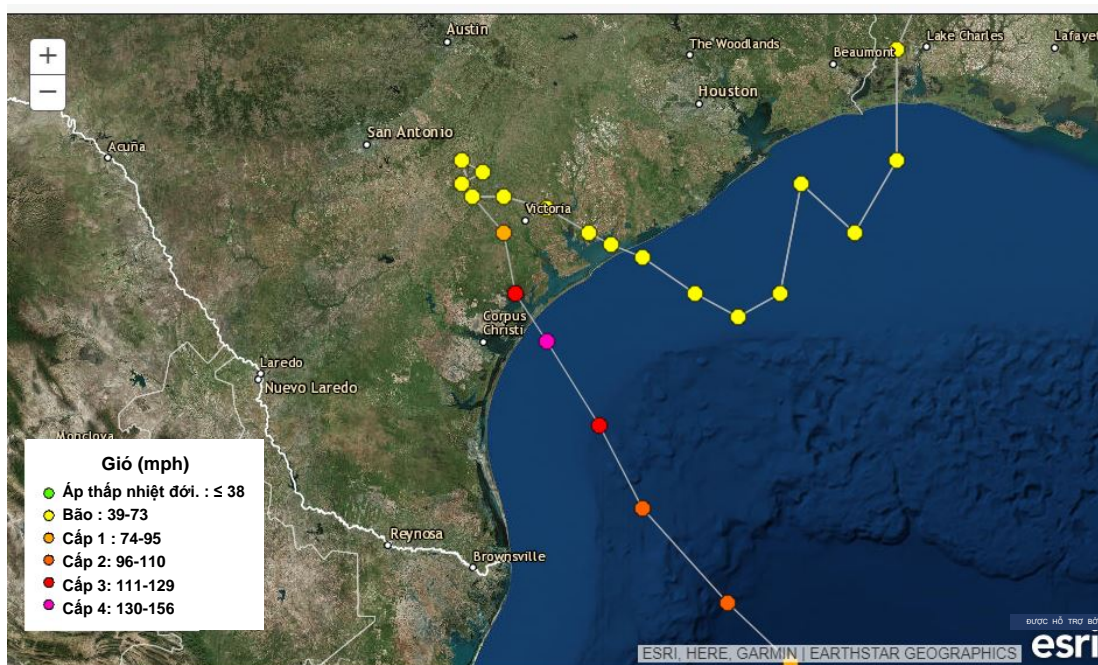 +
−
Austin
The Woodlands
Beaumont
Lake Charles
Lafayet
Houston
San Antonio
Acuña
Victoria
Corpus
Christi
Laredo
Nuevo Laredo
Monclova
Reynosa
Brownsville
Gió (mph)
Áp thấp nhiệt đới. : ≤ 38
Bão : 39-73
Cấp 1 : 74-95
Cấp 2: 96-110
Cấp 3: 111-129
Cấp 4: 130-156
ĐƯỢC HỖ TRỢ BỞ
esri
ESRI, HERE, GARMIN | EARTHSTAR GEOGRAPHICS